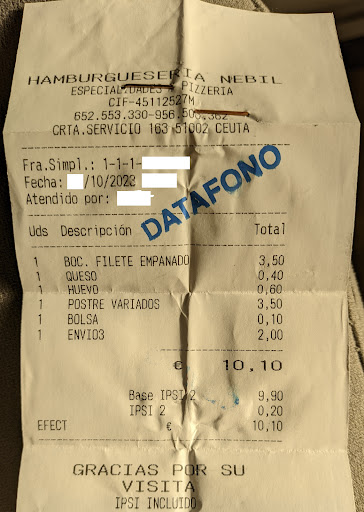 HAMBURGUESERIA NEBIL
ESPECIALIDADES PIZZERIA
CIF-45112527M
652.553.330-956.503.362
CRTA.SERVICIO 163 51002 CEUTA
Fra.Simpl.: 1-1-1-
Fecha: /10/2023
Atendido por:
DATAFONO
Uds Descripción Total
1 BOC. FILETE EMPANADO 3,50
1 QUESO 0,40
1 HUEVO 0,60
1 POSTRE VARIADOS 3,50
1 BOLSA 0,10
1 ENVIO3 2,00
€ 10,10
Base IPSI 2 9,90
IPSI 2 0,20
EFECT € 10,10
GRACIAS POR SU
VISITA
IPSI INCLUIDO